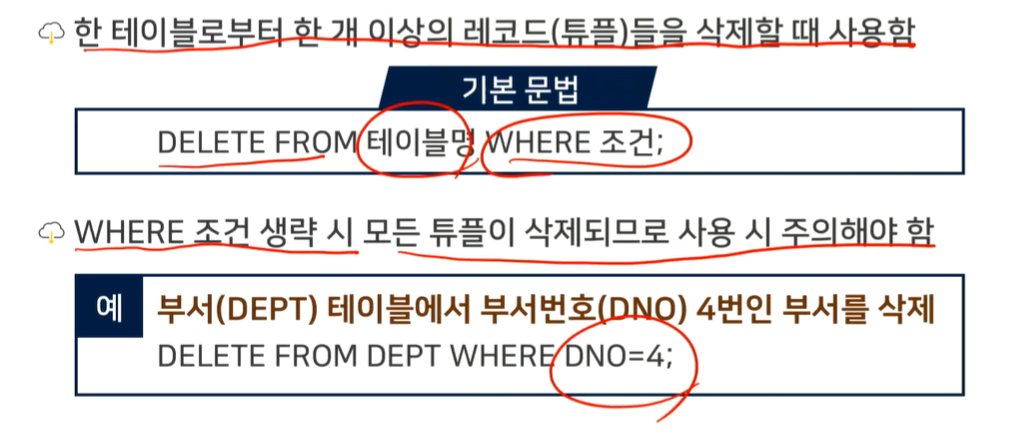 한 테이블로부터 한 개 이상의 레코드(튜플)들을 삭제할 때 사용함
기본 문법
DELETE FROM 테이블명 WHERE 조건;
WHERE 조건 생략 시 모든 튜플이 삭제되므로 사용 시 주의해야 함
예 부서(DEPT) 테이블에서 부서번호(DNO) 4번인 부서를 삭제
DELETE FROM DEPT WHERE DNO=4;